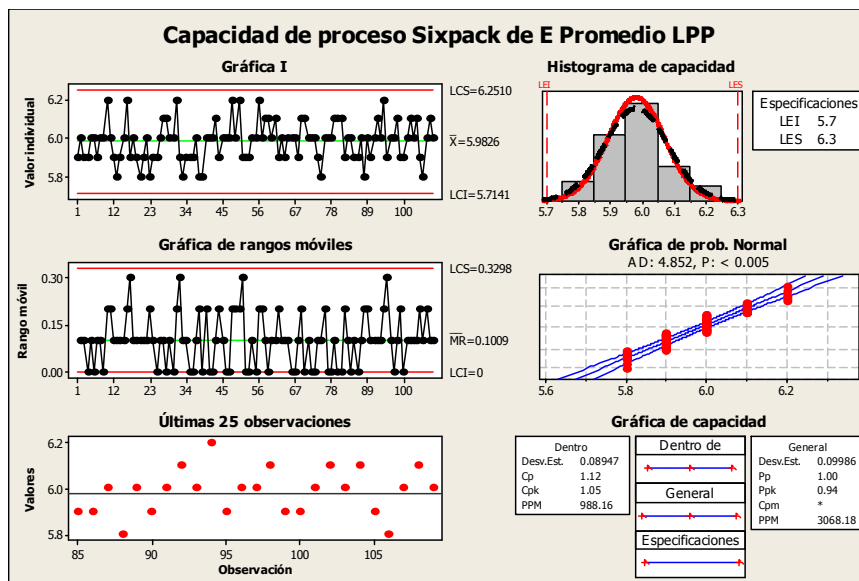 Capacidad de proceso Sixpack de E Promedio LPP
Gráfica I
Valor individual
6.2
6.0
5.8
1 12 23 34 45 56 67 78 89 100
LCS=6.2510
X=5.9826
LCI=5.7141
Histograma de capacidad
LEI LES
5.7 5.8 5.9 6.0 6.1 6.2 6.3
Especificaciones
LEI 5.7
LES 6.3
Gráfica de rangos móviles
Rango móvil
0.30
0.15
0.00
1 12 23 34 45 56 67 78 89 100
LCS=0.3298
MR=0.1009
LCI=0
Gráfica de prob. Normal
AD: 4.852, P: < 0.005
5.6 5.8 6.0 6.2
Últimas 25 observaciones
Valores
6.2
6.0
5.8
85 90 95 100 105
Observación
Gráfica de capacidad
Dentro
Desv.Est. 0.08947
Cp 1.12
Cpk 1.05
PPM 988.16
Dentro de
General
Especificaciones
General
Desv.Est. 0.09986
Pp 1.00
Ppk 0.94
Cpm *
PPM 3068.18